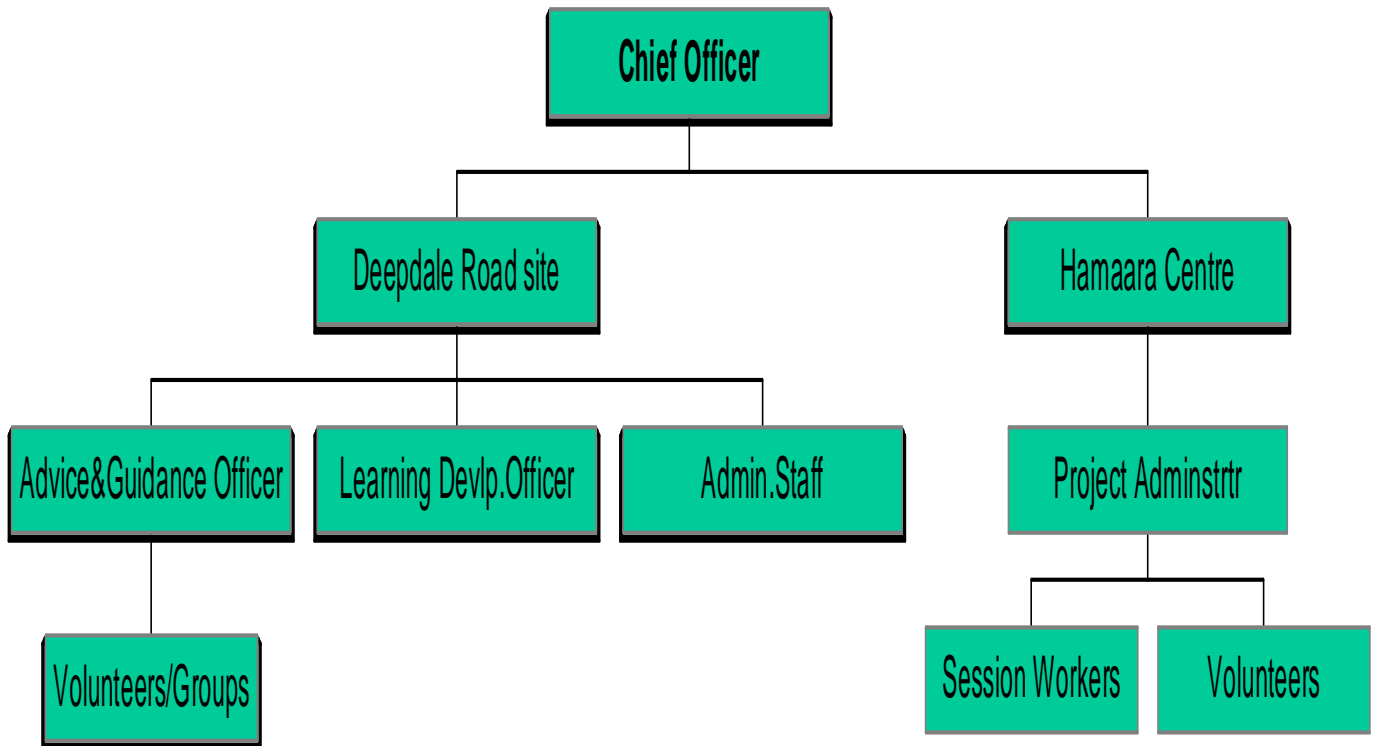 Chief Officer
Deepdale Road site
Hamaara Centre
Advice&Guidance Officer
Learning Devlp.Officer
Admin.Staff
Project Adminstrtr
Volunteers/Groups
Session Workers
Volunteers